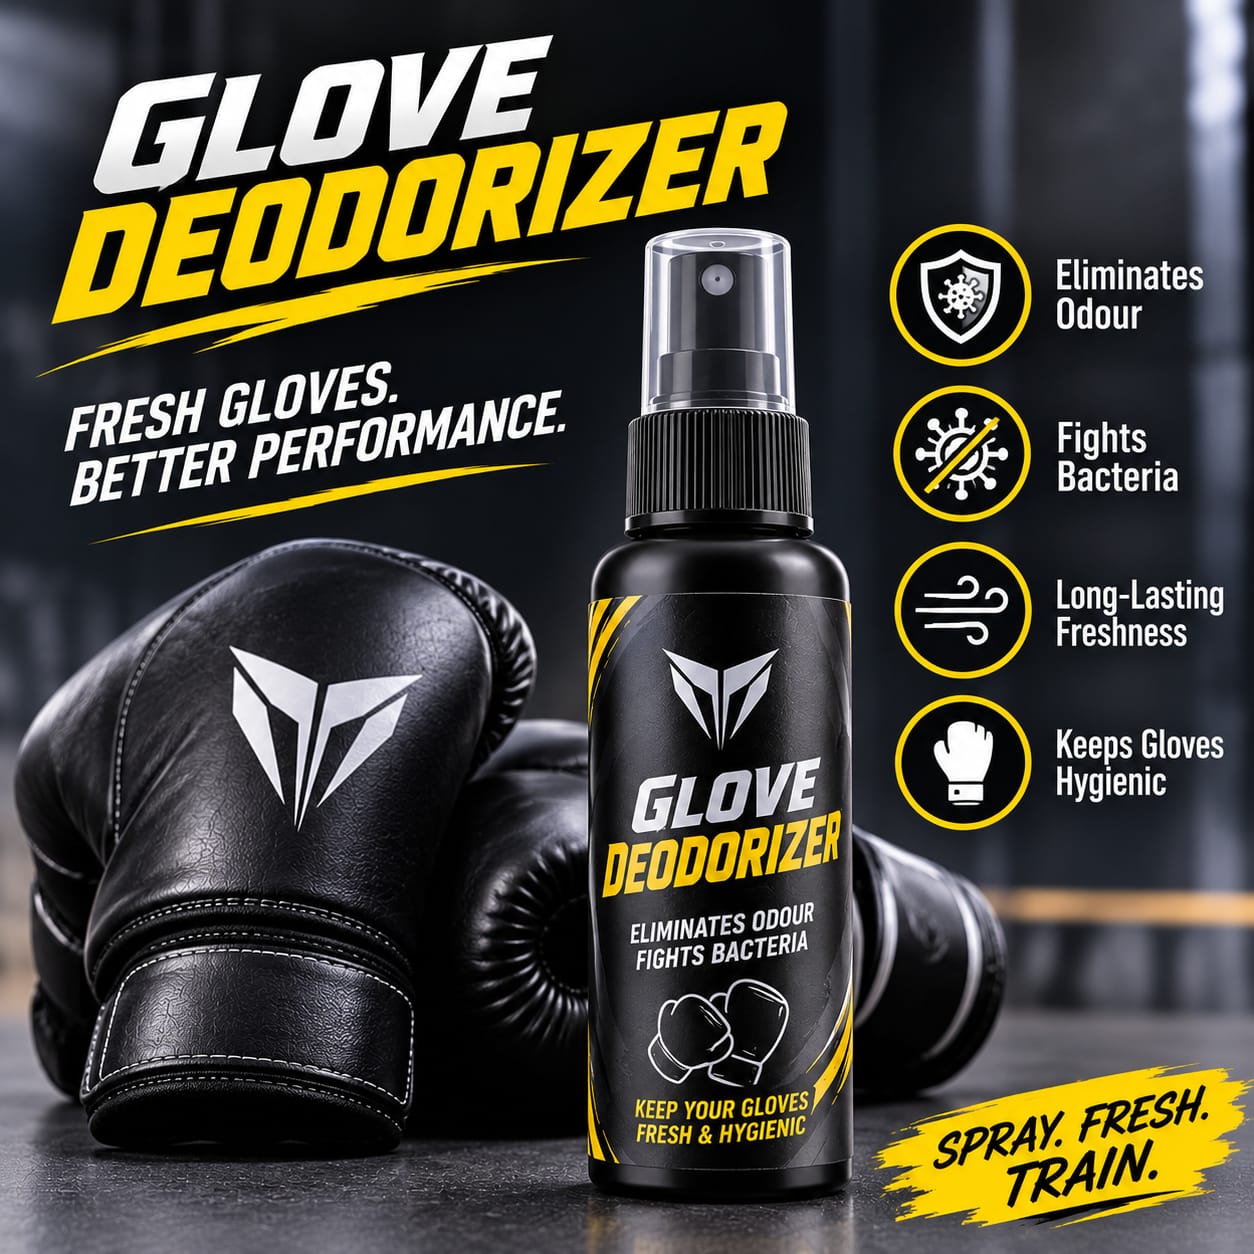 GLOVE
DEODORIZER
FRESH GLOVES.
BETTER PERFORMANCE.
Eliminates
Odour
Fights
Bacteria
Long-Lasting
Freshness
Keeps Gloves
Hygienic
GLOVE
DEODORIZER
ELIMINATES ODOUR
FIGHTS BACTERIA
KEEP YOUR GLOVES
FRESH & HYGIENIC
SPRAY. FRESH.
TRAIN.